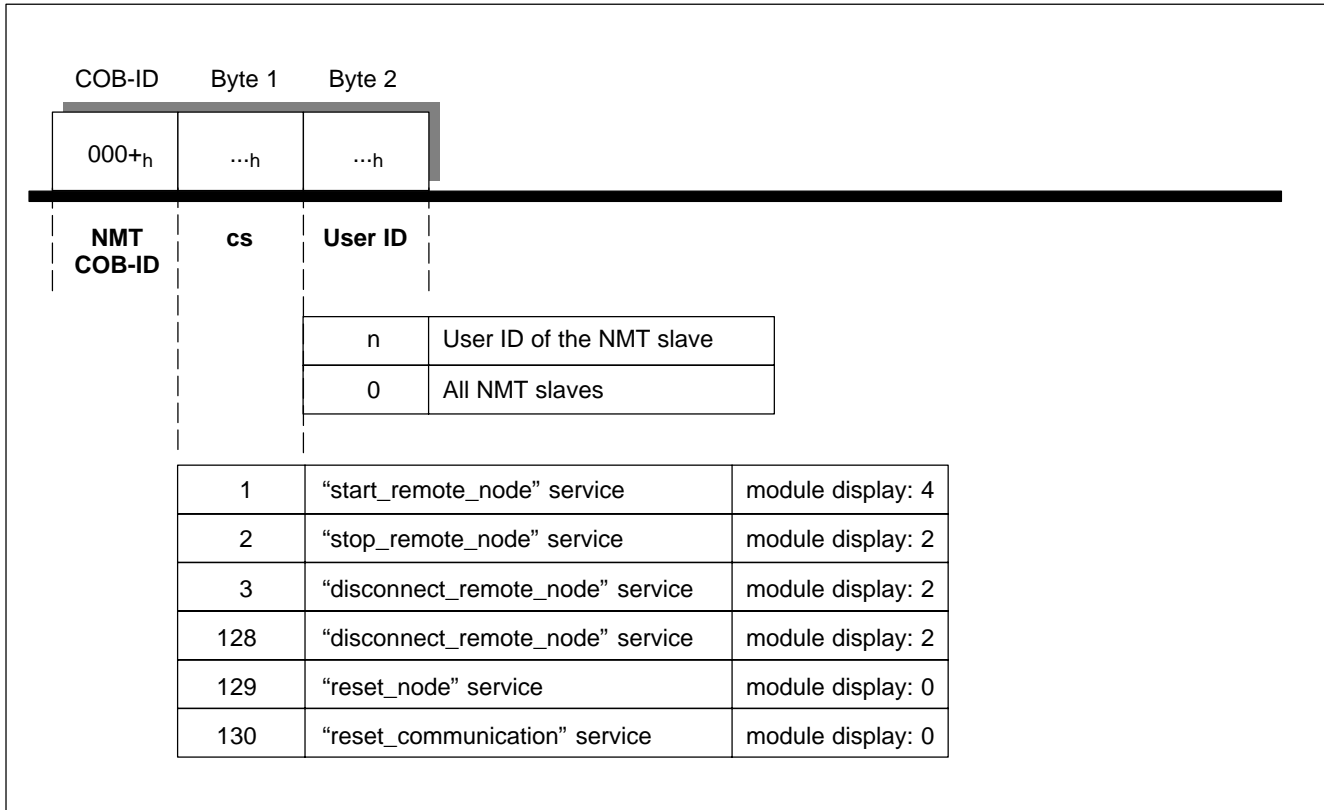 COB-ID Byte 1 Byte 2
000+h ...h ...h
NMT COB-ID cs User ID
n User ID of the NMT slave
0 All NMT slaves
1 “start_remote_node” service module display: 4
2 “stop_remote_node” service module display: 2
3 “disconnect_remote_node” service module display: 2
128 “disconnect_remote_node” service module display: 2
129 “reset_node” service module display: 0
130 “reset_communication” service module display: 0